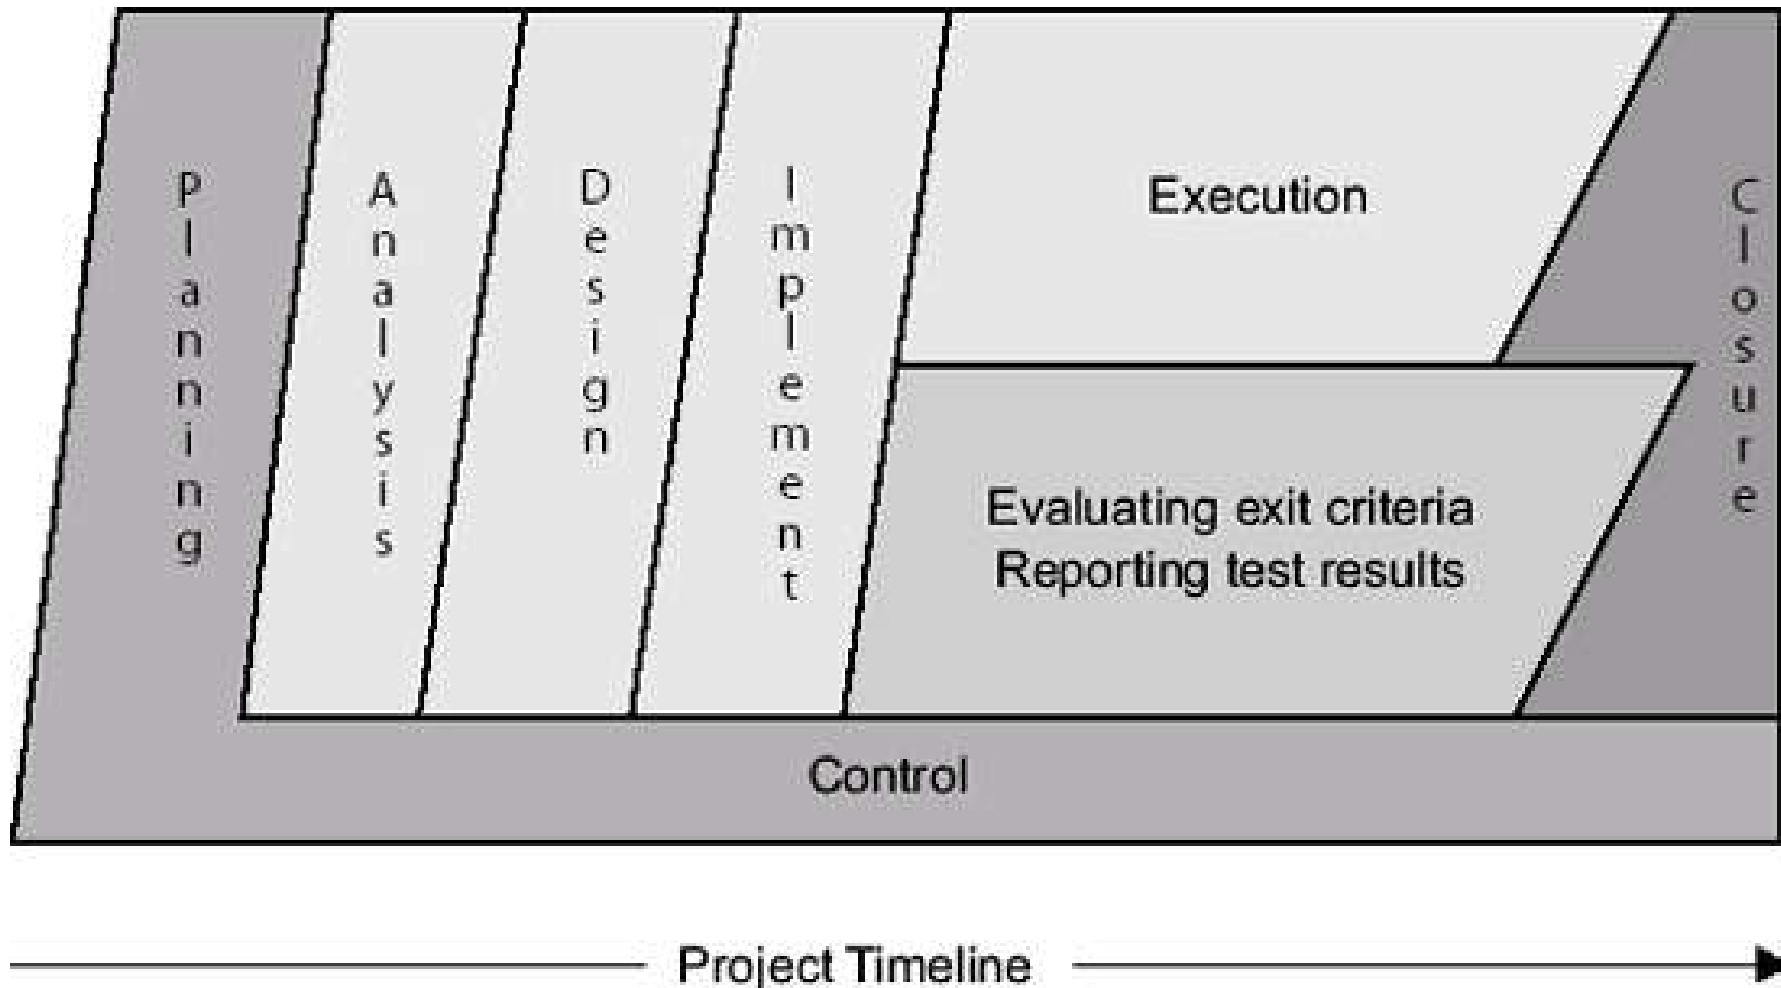 Planning
Analysis
Design
Implement
Execution
Closure
Evaluating exit criteria
Reporting test results
Control
Project Timeline